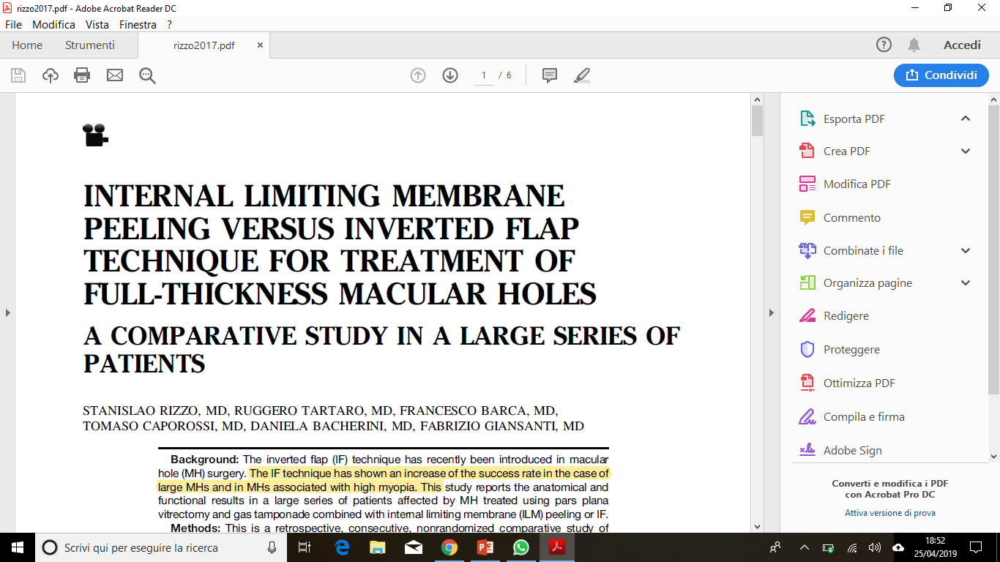 rizzo2017.pdf - Adobe Acrobat Reader DC
File Modifica Vista Finestra ?
Home Strumenti rizzo2017.pdf × Accedi
1 / 6 Condividi
INTERNAL LIMITING MEMBRANE
PEELING VERSUS INVERTED FLAP
TECHNIQUE FOR TREATMENT OF
FULL-THICKNESS MACULAR HOLES
A COMPARATIVE STUDY IN A LARGE SERIES OF
PATIENTS
STANISLAO RIZZO, MD, RUGGERO TARTARO, MD, FRANCESCO BARCA, MD,
TOMASO CAPOROSSI, MD, DANIELA BACHERINI, MD, FABRIZIO GIANSANTI, MD
Background: The inverted flap (IF) technique has recently been introduced in macular
hole (MH) surgery. The IF technique has shown an increase of the success rate in the case of
large MHs and in MHs associated with high myopia. This study reports the anatomical and
functional results in a large series of patients affected by MH treated using pars plana
vitrectomy and gas tamponade combined with internal limiting membrane (ILM) peeling or IF.
Methods: This is a retrospective, consecutive, nonrandomized comparative study of
Esporta PDF
Crea PDF
Modifica PDF
Commento
Combinate i file
Organizza pagine
Redigere
Proteggere
Ottimizza PDF
Compila e firma
Adobe Sign
Converti e modifica i PDF
con Acrobat Pro DC
Attiva versione di prova
Scrivi qui per eseguire la ricerca
18:52
25/04/2019